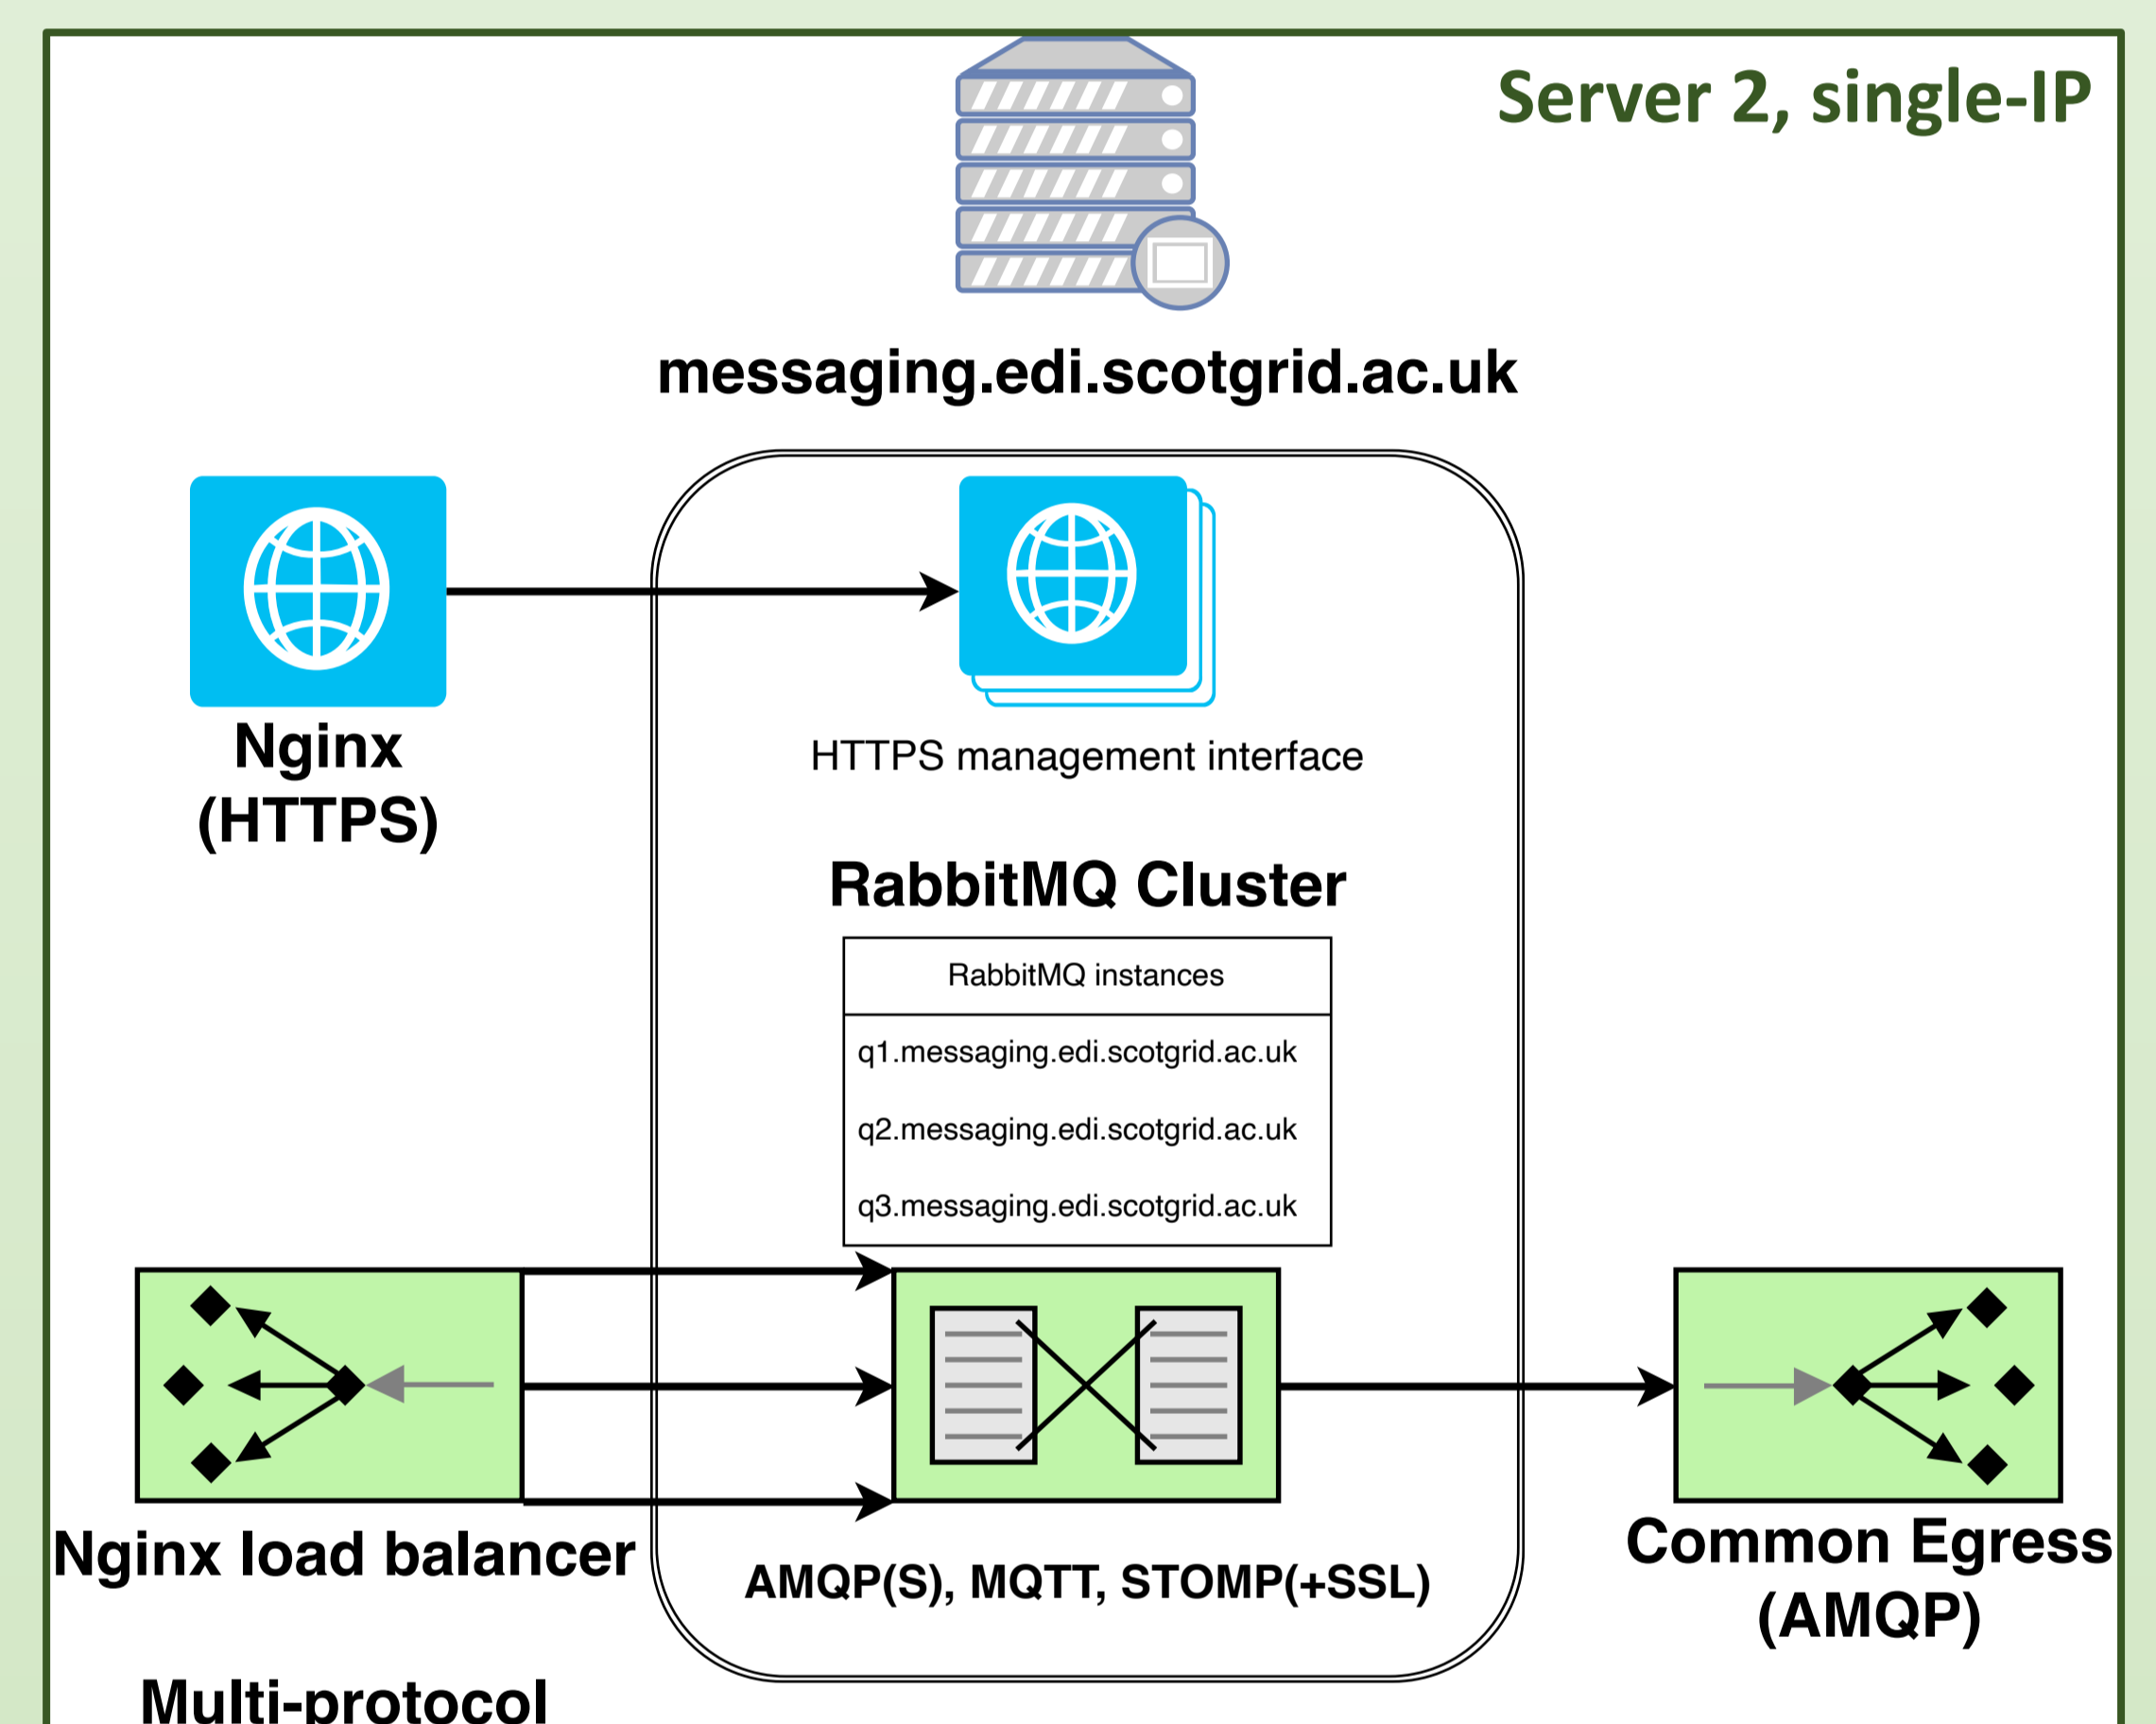 Server 2, single-IP
messaging.edi.scotgrid.ac.uk
Nginx
(HTTPS)
HTTPS management interface
RabbitMQ Cluster
RabbitMQ instances
q1.messaging.edi.scotgrid.ac.uk
q2.messaging.edi.scotgrid.ac.uk
q3.messaging.edi.scotgrid.ac.uk
Nginx load balancer
Multi-protocol
AMQP(S), MQTT, STOMP(+SSL)
Common Egress
(AMQP)